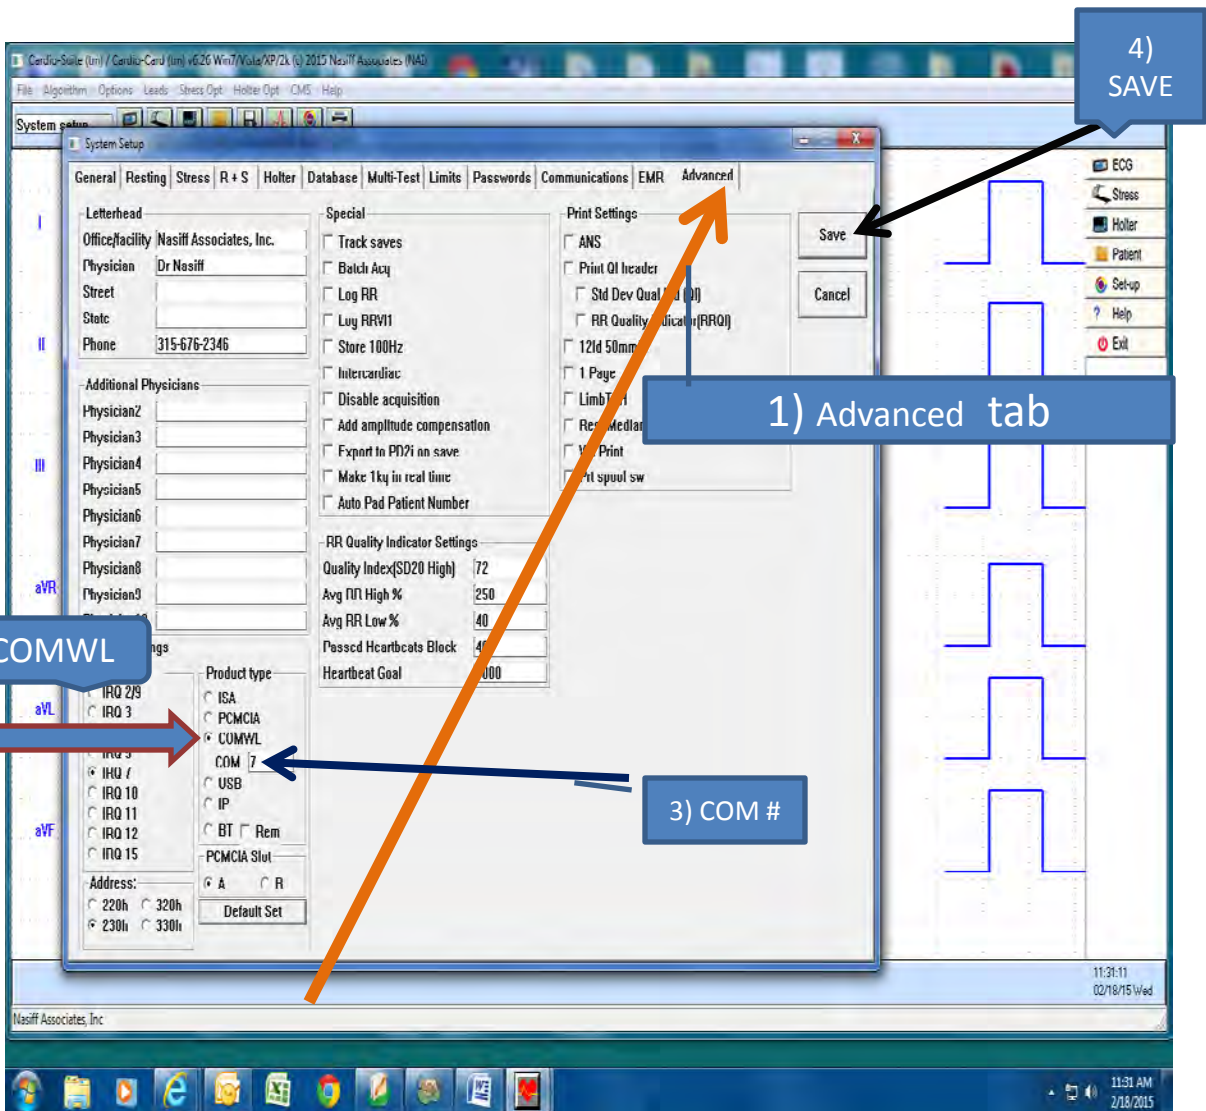 4)
SAVE
Cardio-Suite (tm) / Cardio-Card (tm) v6.26 Win7/Vista/XP/2k (c) 2015 Nasiff Associates (NAI)
File Algorithm Options Leads Stress Opt Holter Opt CMS Help
System setup
System Setup
General Resting Stress R + S Holter Database Multi-Test Limits Passwords Communications EMR Advanced
Letterhead
Office/facility Nasiff Associates, Inc.
Physician Dr Nasiff
Street
State
Phone 315-676-2346
Additional Physicians
Physician2
Physician3
Physician4
Physician5
Physician6
Physician7
Physician8
Physician9
COMWL
ngs
IRQ 2/9
IRQ 3
IRQ 5
IRQ 7
IRQ 10
IRQ 11
IRQ 12
IRQ 15
Address:
220h 320h
230h 330h
Product type
ISA
PCMCIA
COMWL
COM 7
USB
IP
BT Rem
PCMCIA Slot
A B
Default Set
Special
Track saves
Batch Acq
Log RR
Log RRVI1
Store 100Hz
Intercardiac
Disable acquisition
Add amplitude compensation
Export to PD2i on save
Make 1kq in real time
Auto Pad Patient Number
RR Quality Indicator Settings
Quality Index(SD20 High) 72
Avg RR High % 250
Avg RR Low % 40
Passed Heartbeats Block
Heartbeat Goal
Print Settings
ANS
Print QI header
Std Dev Qual (QI)
RR Quality Indicator(RRQI)
12ld 50mm
1 Page
Print
Prt spool sw
Save
Cancel
1) Advanced tab
3) COM #
ECG
Stress
Holter
Patient
Set-up
? Help
Exit
I
II
III
aVR
aVL
aVF
11:31:11
02/18/15 Wed
Nasiff Associates, Inc
11:31 AM
2/18/2015